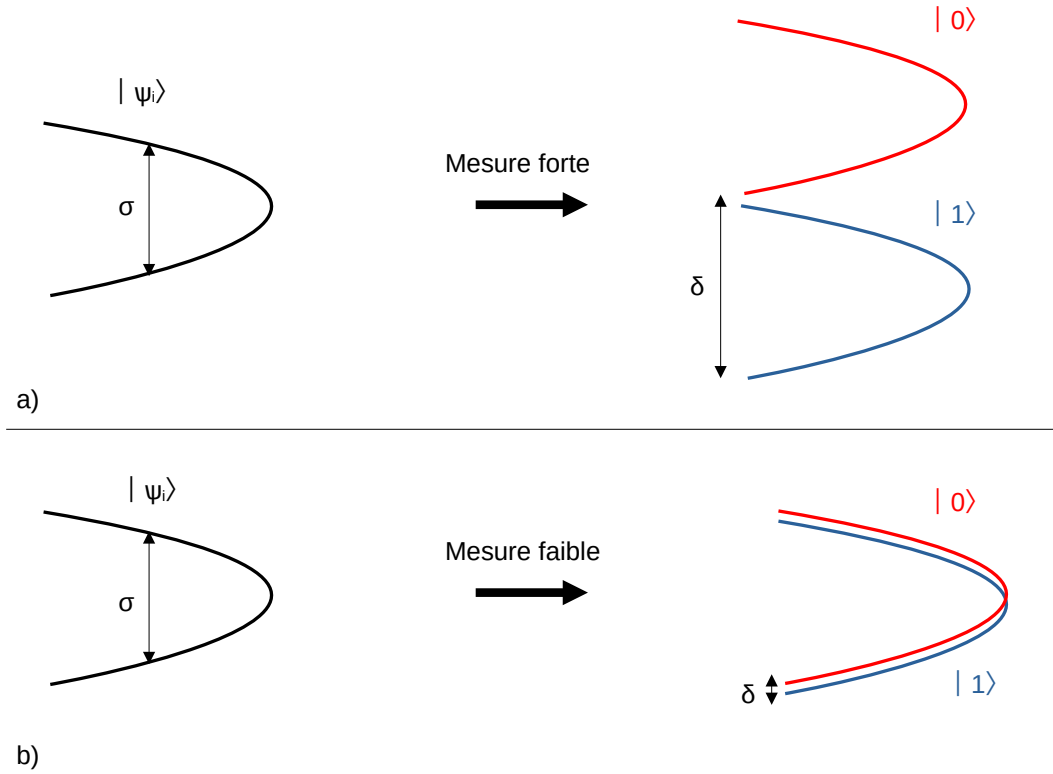 | 0⟩
| ψᵢ⟩
Mesure forte
σ
| 1⟩
δ
a)
| ψᵢ⟩
| 0⟩
Mesure faible
σ
| 1⟩
δ
b)